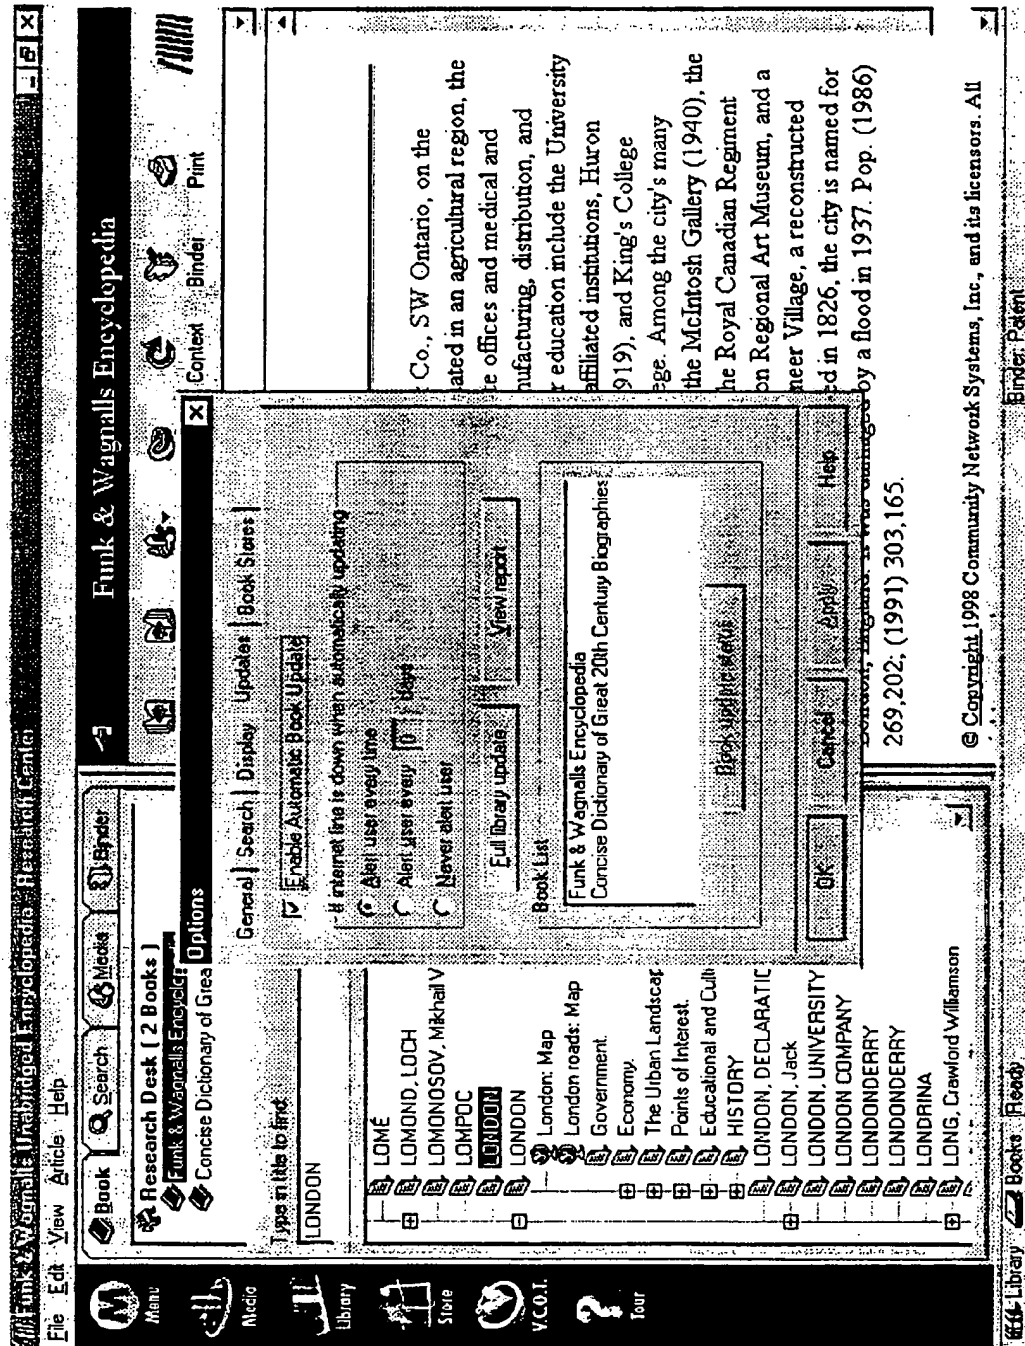 Funk & Wagnalls Unabridged Encyclopedia - Research Center
File Edit View Article Help
Menu
Media
Library
Store
V.C.O.T.
Tour
Book
Search
Media
Binder
Research Desk ( 2 Books )
Funk & Wagnalls Encyclo
Concise Dictionary of Grea
Type in title to find:
LONDON
LOMÉ
LOMOND, LOCH
LOMONOSOV, Mikhail V
LOMPOC
LONDON
LONDON
London: Map
London roads: Map
Government.
Economy.
The Urban Landscap
Points of Interest.
Educational and Cult
HISTORY
LONDON, DECLARATIC
LONDON, Jack
LONDON, UNIVERSITY
LONDON COMPANY
LONDONDERRY
LONDONDERRY
LONDRINA
LONG, Crawford Williamson
Funk & Wagnalls Encyclopedia
Context
Binder
Print
Options
General
Search
Display
Updates
Book Stores
Enable Automatic Book Update
If internet line is down when automatically updating
Alert user every time
Alert user every 0 Days
Never alert user
Full library update
View report
Book List
Funk & Wagnalls Encyclopedia
Concise Dictionary of Great 20th Century Biographies
Book update status
OK
Cancel
Apply
Help
Co., SW Ontario, on the
ated in an agricultural region, the
e offices and medical and
nufacturing, distribution, and
r education include the University
affiliated institutions, Huron
919), and King's College
ege. Among the city's many
the McIntosh Gallery (1940), the
he Royal Canadian Regiment
on Regional Art Museum, and a
neer Village, a reconstructed
ed in 1826, the city is named for
London, England. It was damaged by a flood in 1937. Pop. (1986)
269,202; (1991) 303,165.
© Copyright 1998 Community Network Systems, Inc., and its licensors. All
Library
Books
Ready
Binder: Patent